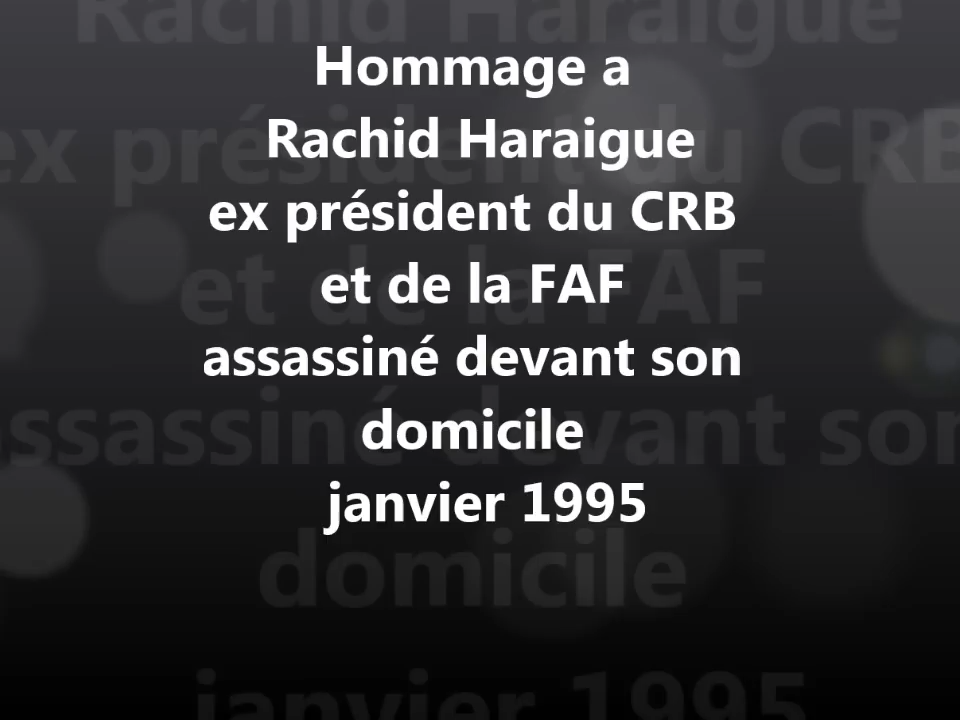 Hommage a
Rachid Haraigue
ex président du CRB
et de la FAF
assassiné devant son
domicile
janvier 1995